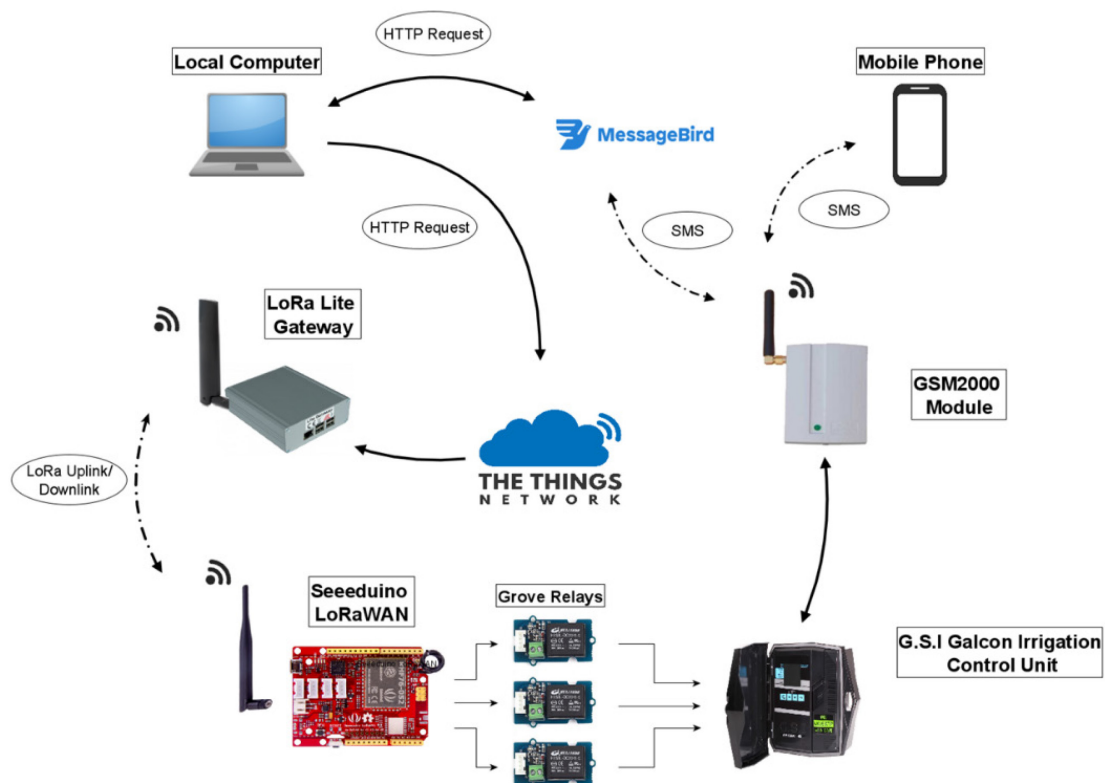 HTTP Request
Local Computer
Mobile Phone
MessageBird
SMS
HTTP Request
SMS
LoRa Lite
Gateway
GSM2000
Module
LoRa Uplink/
Downlink
THE THINGS
NETWORK
Seeeduino
LoRaWAN
Grove Relays
G.S.I Galcon Irrigation
Control Unit